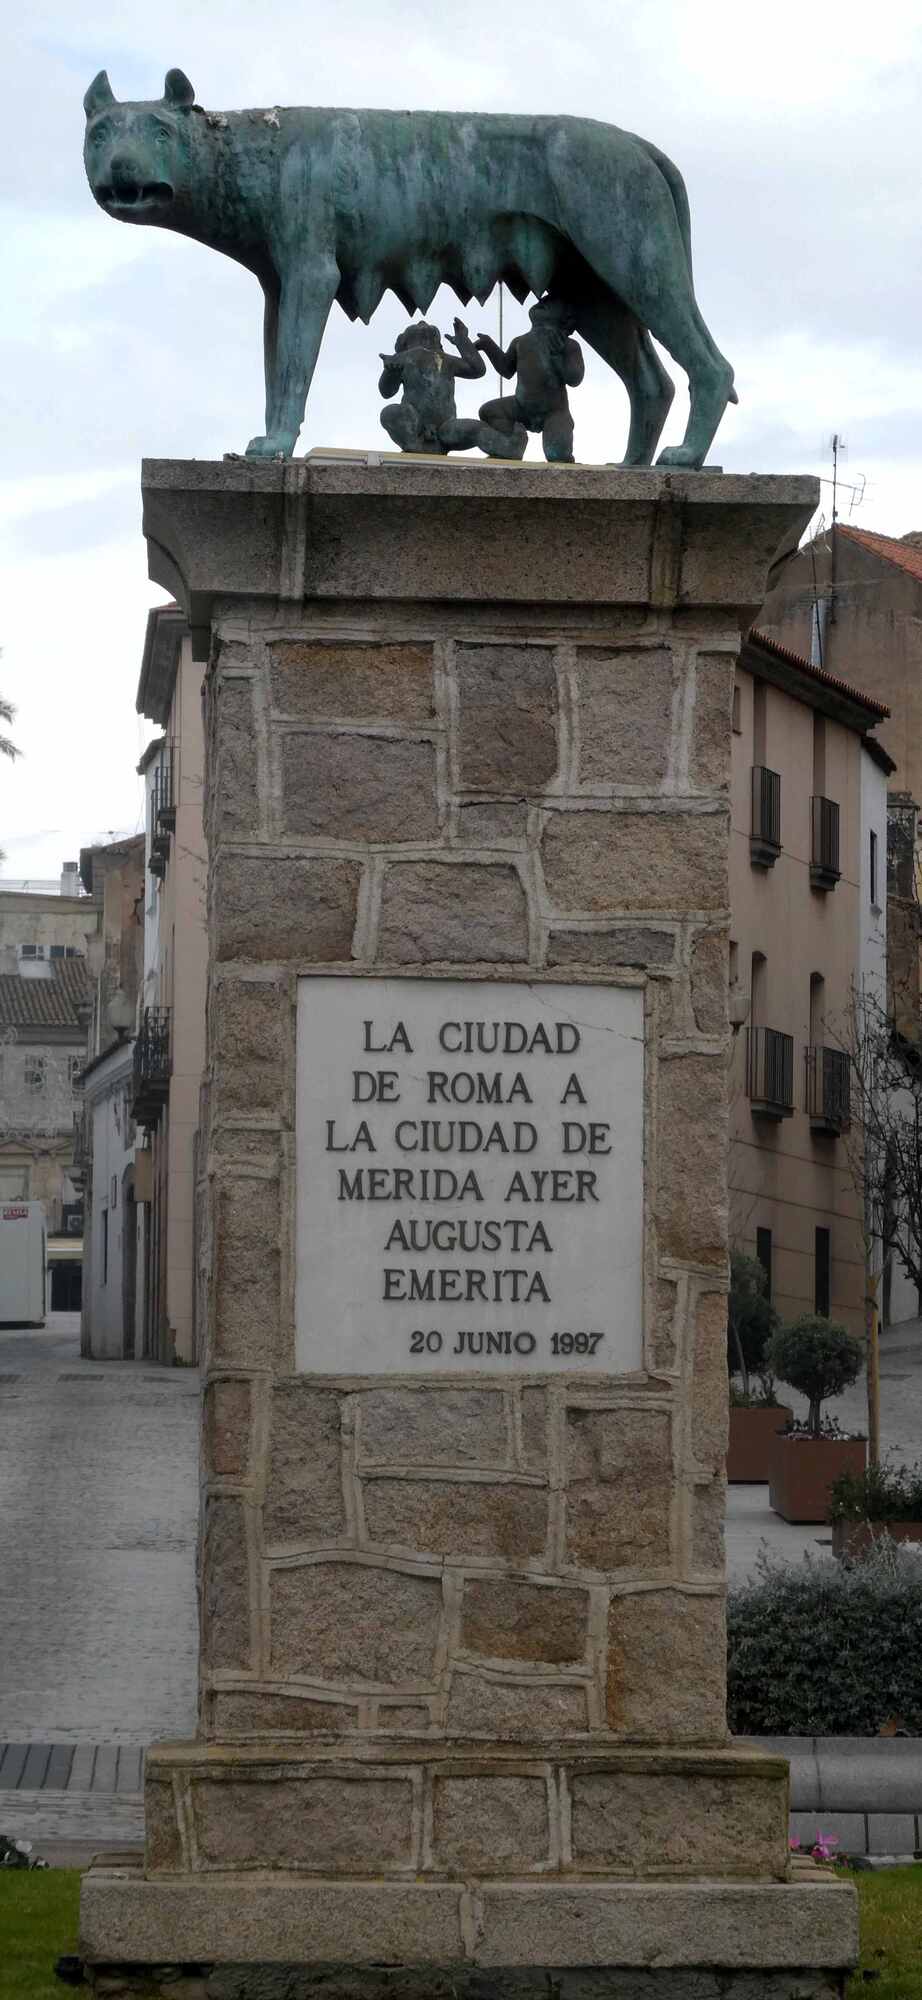 LA CIUDAD
DE ROMA A
LA CIUDAD DE
MERIDA AYER
AUGUSTA
EMERITA
20 JUNIO 1997